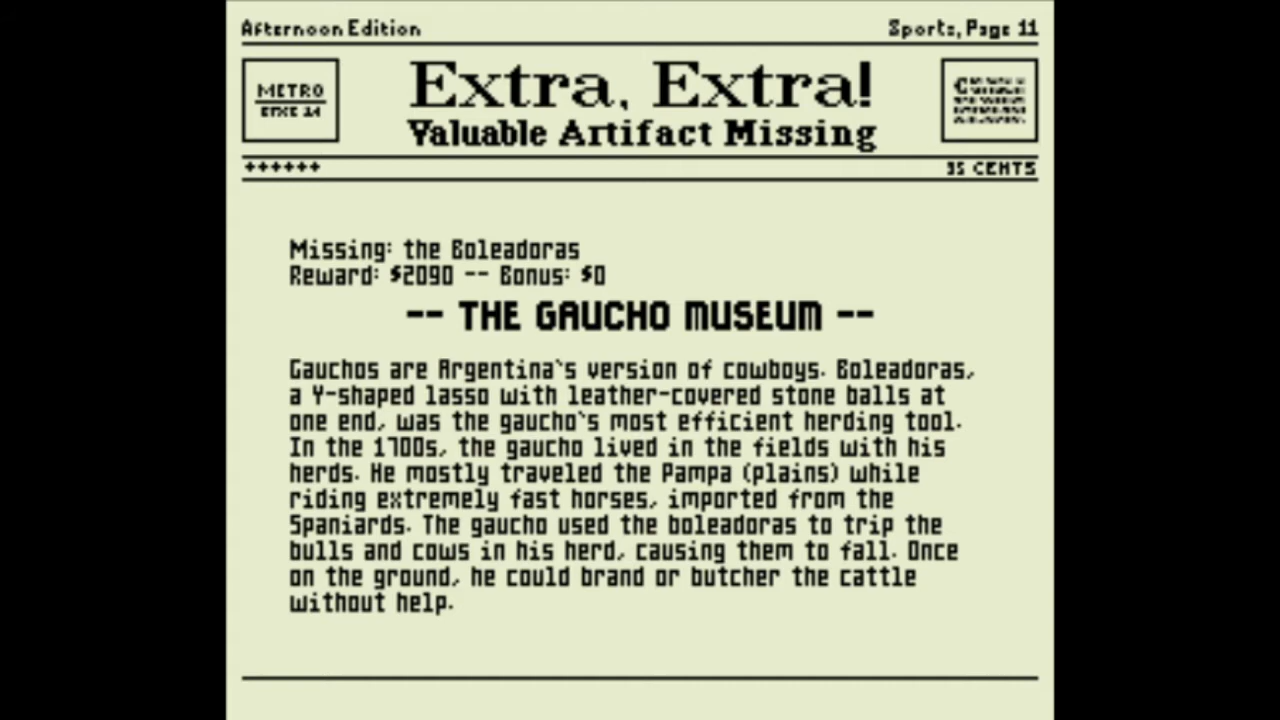 Afternoon Edition
Sports, Page 11
METRO
Extra, Extra!
Valuable Artifact Missing
++++++
35 CENTS
Missing: the Boleadoras
Reward: $2090 -- Bonus: $0
-- THE GAUCHO MUSEUM --
Gauchos are Argentina's version of cowboys. Boleadoras,
a Y-shaped lasso with leather-covered stone balls at
one end, was the gaucho's most efficient herding tool.
In the 1700s, the gaucho lived in the fields with his
herds. He mostly traveled the Pampa (plains) while
riding extremely fast horses, imported from the
Spaniards. The gaucho used the boleadoras to trip the
bulls and cows in his herd, causing them to fall. Once
on the ground, he could brand or butcher the cattle
without help.